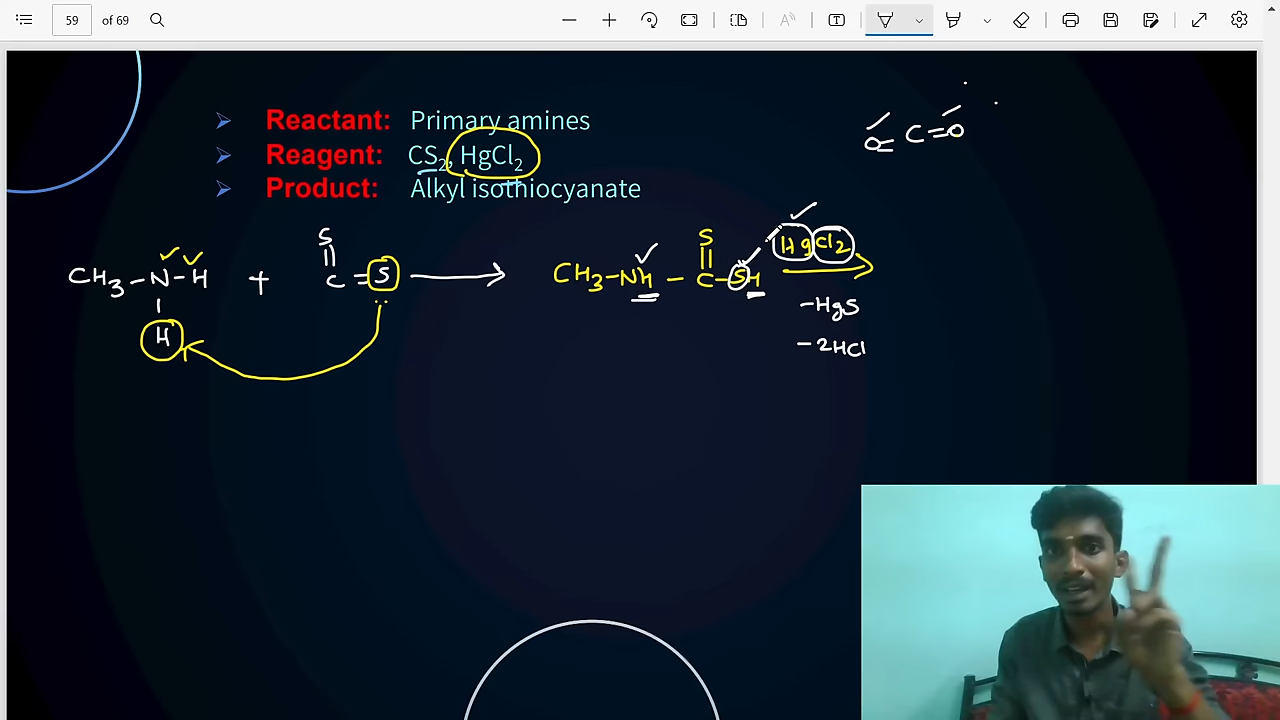 59 of 69
Reactant: Primary amines
Reagent: CS2, HgCl2
Product: Alkyl isothiocyanate
O=C=O
CH3-N-H + C=S → CH3-NH-C-SH HgCl2
S
H
S
-HgS
-2HCl